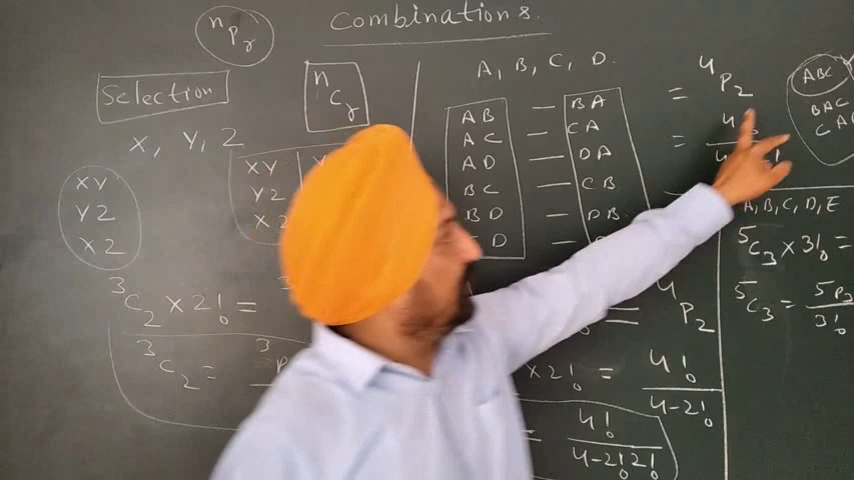 Combinations.
nPr
Selection
nCr
X, Y, Z
XY
YZ
XZ
XY
YZ
XZ
3C2 × 2! =
3C2 =
A, B, C, D.
AB — BA
AC — CA
AD — DA
BC — CB
BD — DB
D —
= 4P2
=
= 4P2
× 2! = 4!
4-2!
= 4!
4-2!2!
ABC
BAC
CAB
A, B, C, D, E
5C3 × 3! =
5C3 = 5P3
3!